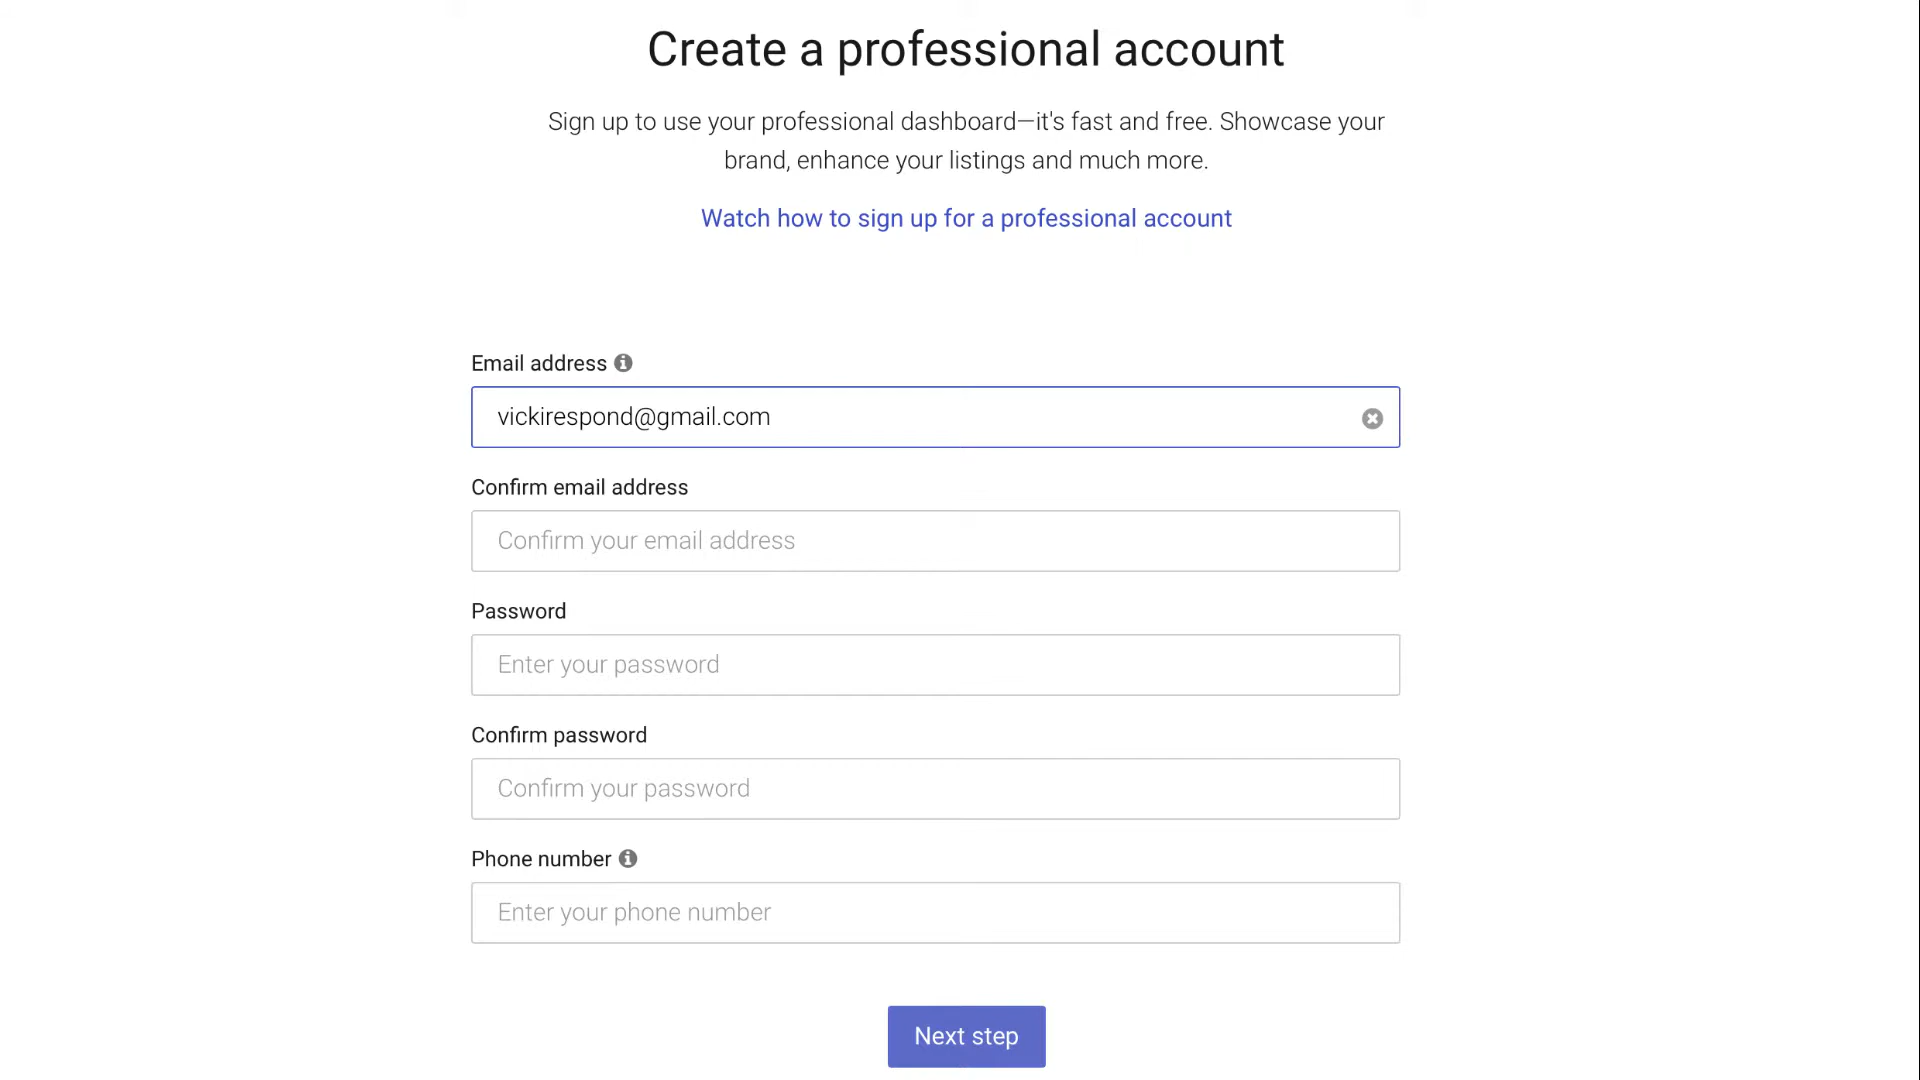 Create a professional account
Sign up to use your professional dashboard—it's fast and free. Showcase your
brand, enhance your listings and much more.
Watch how to sign up for a professional account
Email address
vickirespond@gmail.com
Confirm email address
Confirm your email address
Password
Enter your password
Confirm password
Confirm your password
Phone number
Enter your phone number
Next step